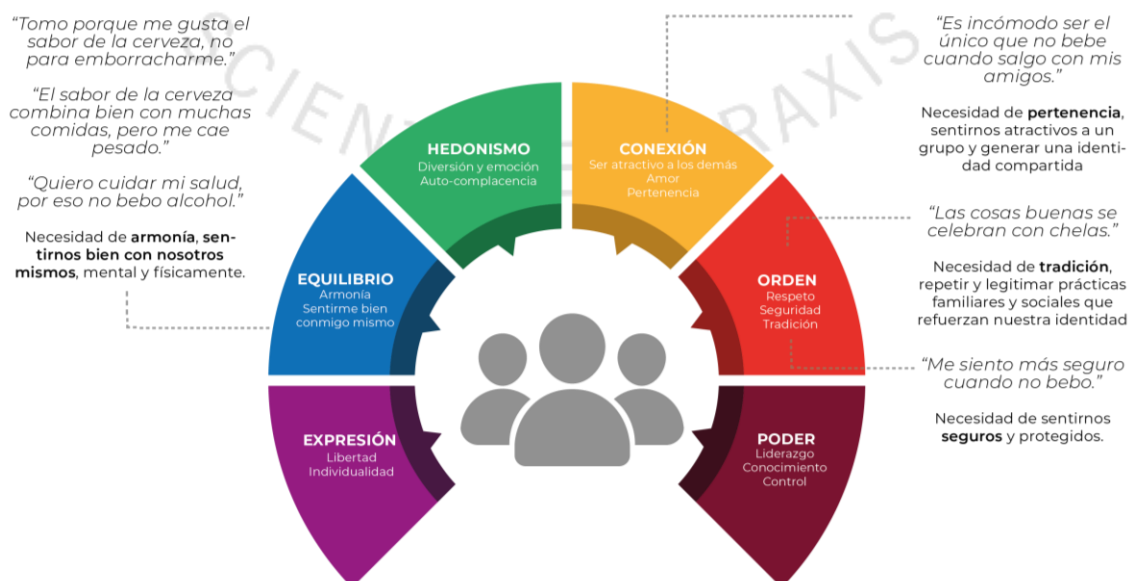 “Tomo porque me gusta el
sabor de la cerveza, no
para emborracharme.”
“El sabor de la cerveza
combina bien con muchas
comidas, pero me cae
pesado.”
“Quiero cuidar mi salud,
por eso no bebo alcohol.”
Necesidad de armonía, sen-
tirnos bien con nosotros
mismos, mental y físicamente.
HEDONISMO
Diversión y emoción
Auto-complacencia
CONEXIÓN
Ser atractivo a los demás
Amor
Pertenencia
EQUILIBRIO
Armonía
Sentirme bien
conmigo mismo
ORDEN
Respeto
Seguridad
Tradición
EXPRESIÓN
Libertad
Individualidad
PODER
Liderazgo
Conocimiento
Control
“Es incómodo ser el
único que no bebe
cuando salgo con mis
amigos.”
Necesidad de pertenencia,
sentirnos atractivos a un
grupo y generar una identi-
dad compartida
“Las cosas buenas se
celebran con chelas.”
Necesidad de tradición,
repetir y legitimar prácticas
familiares y sociales que
refuerzan nuestra identidad
“Me siento más seguro
cuando no bebo.”
Necesidad de sentirnos
seguros y protegidos.